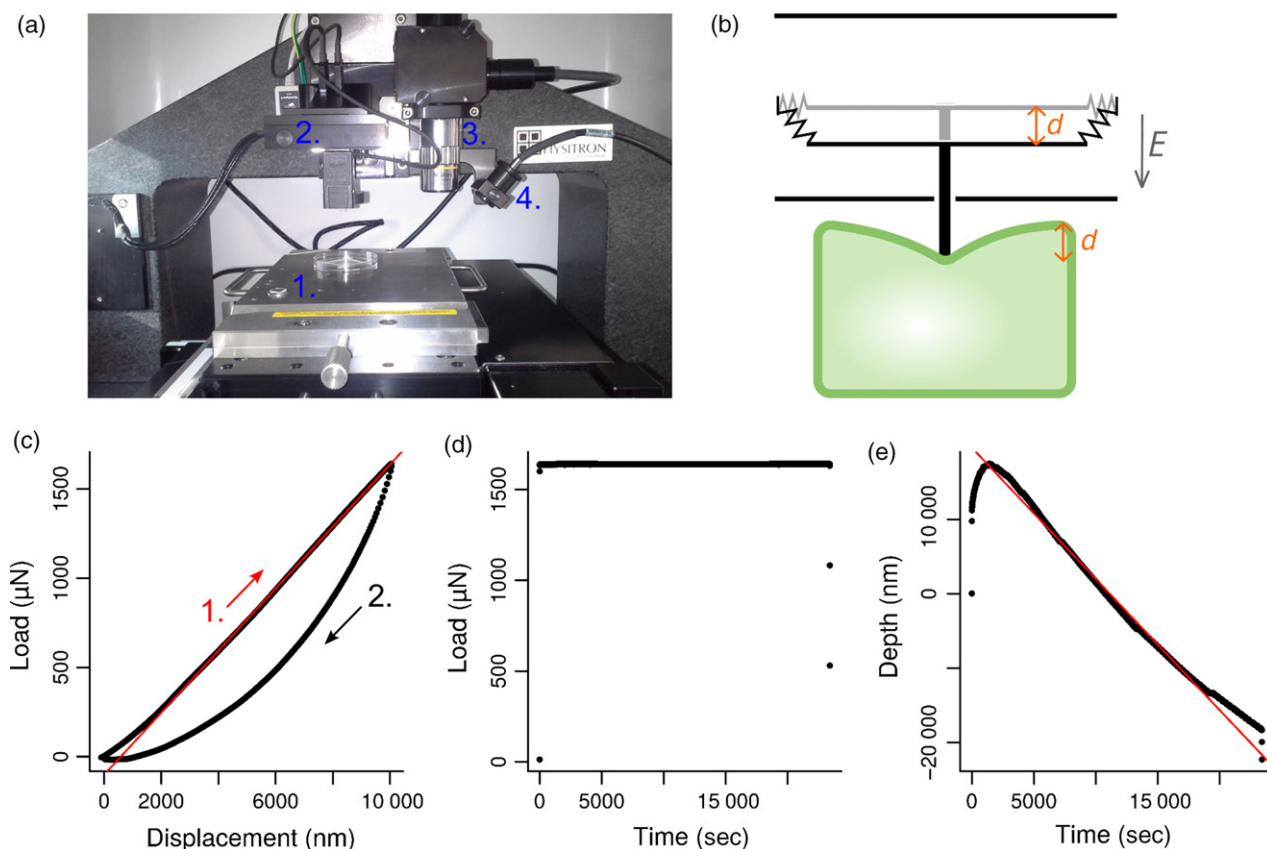 (a)
2.
3.
HYSITRON
4.
1.
(b)
d
E
d
(c)
Load (µN)
0
500
1000
1500
1.
2.
0
2000
6000
10 000
Displacement (nm)
(d)
Load (µN)
0
500
1000
1500
0
5000
15 000
Time (sec)
(e)
Depth (nm)
−20 000
0
10 000
0
5000
15 000
Time (sec)